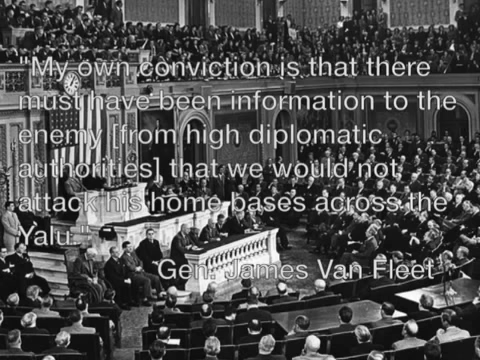 "My own conviction is that there
must have been information to the
enemy [from high diplomatic
authorities] that we would not
attack his home bases across the
Yalu."
Gen. James Van Fleet